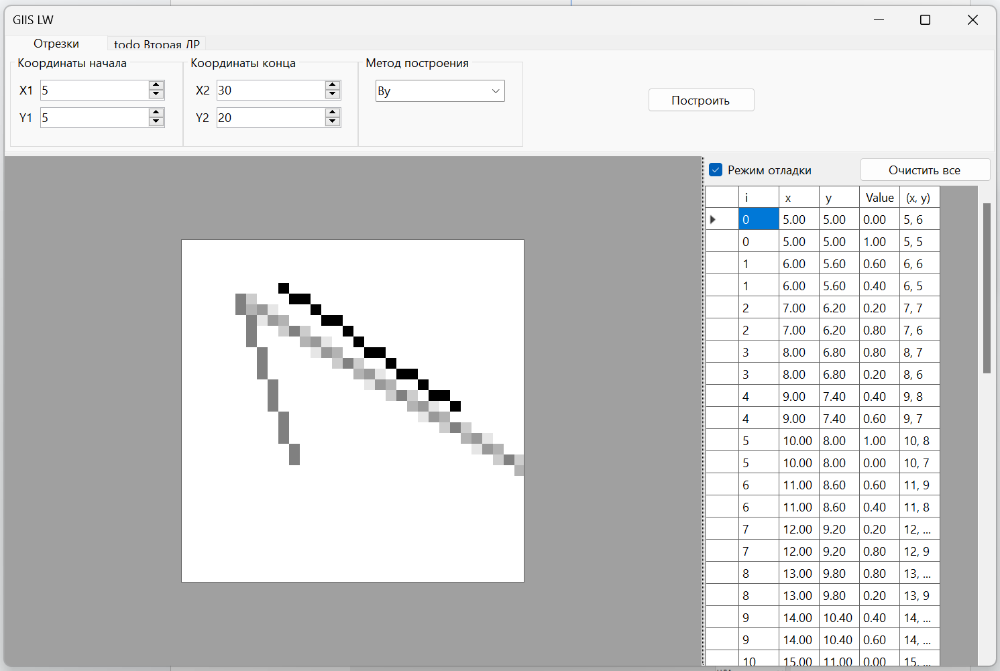 GIIS LW
Отрезки todo Вторая ЛР
Координаты начала Координаты конца Метод построения
X1 5 X2 30 Ву
Построить
Y1 5 Y2 20
Режим отладки Очистить все
i x y Value (x, y)
0 5.00 5.00 0.00 5, 6
0 5.00 5.00 1.00 5, 5
1 6.00 5.60 0.60 6, 6
1 6.00 5.60 0.40 6, 5
2 7.00 6.20 0.20 7, 7
2 7.00 6.20 0.80 7, 6
3 8.00 6.80 0.80 8, 7
3 8.00 6.80 0.20 8, 6
4 9.00 7.40 0.40 9, 8
4 9.00 7.40 0.60 9, 7
5 10.00 8.00 1.00 10, 8
5 10.00 8.00 0.00 10, 7
6 11.00 8.60 0.60 11, 9
6 11.00 8.60 0.40 11, 8
7 12.00 9.20 0.20 12, ...
7 12.00 9.20 0.80 12, 9
8 13.00 9.80 0.80 13, ...
8 13.00 9.80 0.20 13, 9
9 14.00 10.40 0.40 14, ...
9 14.00 10.40 0.60 14, ...
10 15.00 11.00 0.00 15, ...